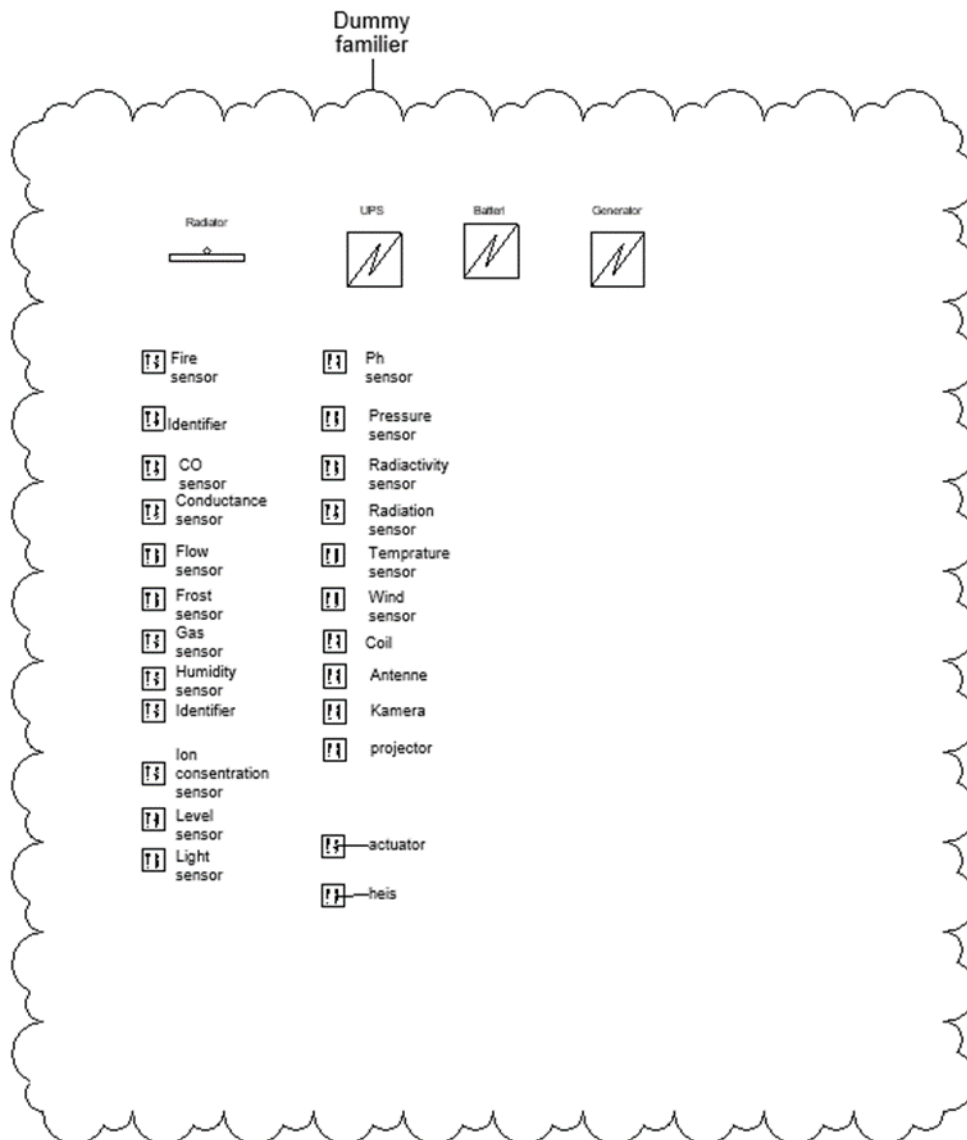 Dummy
familier
Radiator
UPS
Batteri
Generator
Fire
sensor
Identifier
CO
sensor
Conductance
sensor
Flow
sensor
Frost
sensor
Gas
sensor
Humidity
sensor
Identifier
Ion
consentration
sensor
Level
sensor
Light
sensor
Ph
sensor
Pressure
sensor
Radiactivity
sensor
Radiation
sensor
Temprature
sensor
Wind
sensor
Coil
Antenne
Kamera
projector
actuator
heis